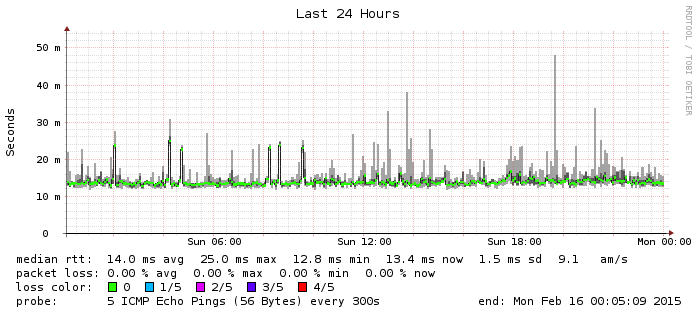 Last 24 Hours
RRDTOOL / TOBI OETIKER
Seconds
50 m
40 m
30 m
20 m
10 m
0
Sun 06:00 Sun 12:00 Sun 18:00 Mon 00:00
median rtt: 14.0 ms avg 25.0 ms max 12.8 ms min 13.4 ms now 1.5 ms sd 9.1 am/s
packet loss: 0.00 % avg 0.00 % max 0.00 % min 0.00 % now
loss color: 0 1/5 2/5 3/5 4/5
probe: 5 ICMP Echo Pings (56 Bytes) every 300s end: Mon Feb 16 00:05:09 2015